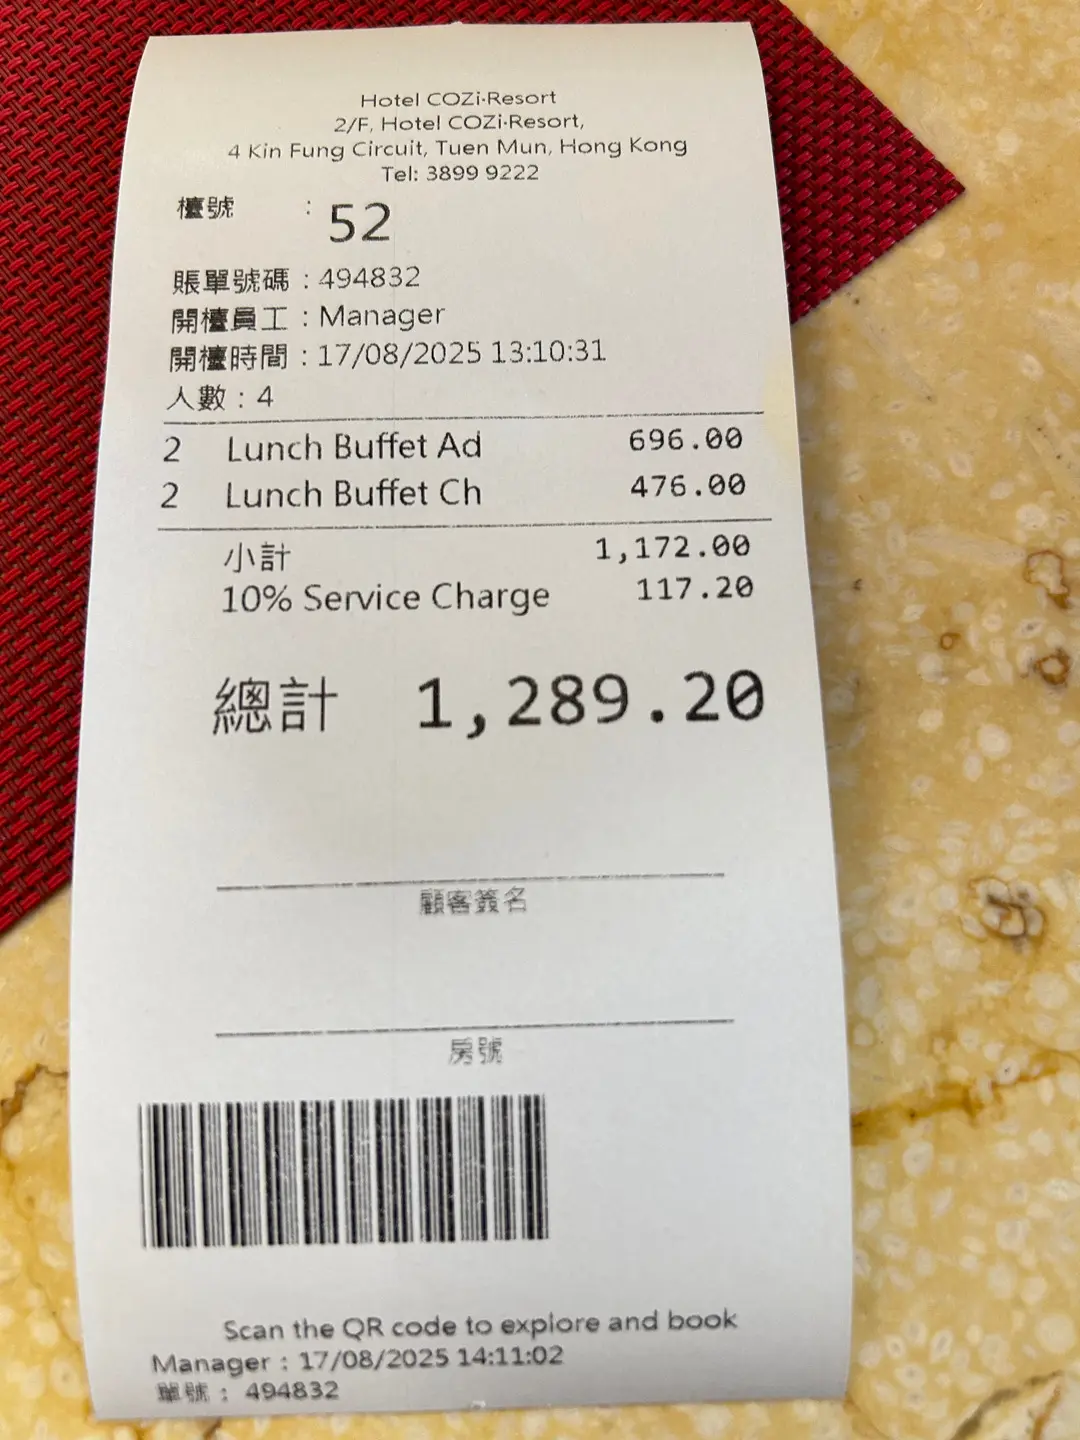 Hotel COZi·Resort
2/F, Hotel COZi·Resort,
4 Kin Fung Circuit, Tuen Mun, Hong Kong
Tel: 3899 9222
檯號 : 52
賬單號碼 : 494832
開檯員工 : Manager
開檯時間 : 17/08/2025 13:10:31
人數 : 4
2 Lunch Buffet Ad 696.00
2 Lunch Buffet Ch 476.00
小計 1,172.00
10% Service Charge 117.20
總計 1,289.20
顧客簽名
房號
Scan the QR code to explore and book
Manager : 17/08/2025 14:11:02
單號 : 494832